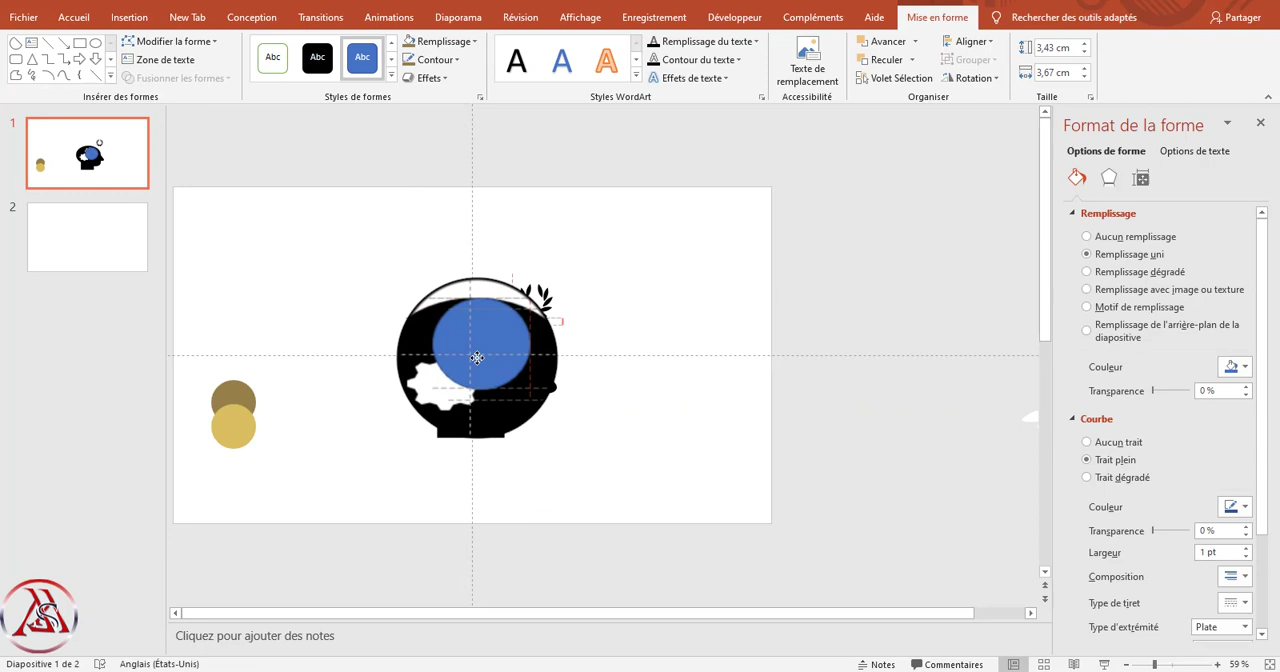 Fichier Accueil Insertion New Tab Conception Transitions Animations Diaporama Révision Affichage Enregistrement Développeur Compléments Aide Mise en forme Rechercher des outils adaptés Partager
Modifier la forme
Zone de texte
Fusionner les formes
Insérer des formes
Abc Abc Abc
Remplissage
Contour
Effets
Styles de formes
A A A
Remplissage du texte
Contour du texte
Effets de texte
Styles WordArt
Texte de
remplacement
Accessibilité
Avancer
Reculer
Volet Sélection
Aligner
Grouper
Rotation
Organiser
3,43 cm
3,67 cm
Taille
1
2
Format de la forme
Options de forme Options de texte
Remplissage
Aucun remplissage
Remplissage uni
Remplissage dégradé
Remplissage avec image ou texture
Motif de remplissage
Remplissage de l'arrière-plan de la
diapositive
Couleur
Transparence 0 %
Courbe
Aucun trait
Trait plein
Trait dégradé
Couleur
Transparence 0 %
Largeur 1 pt
Composition
Type de tiret
Type d'extrémité Plate
Cliquez pour ajouter des notes
Diapositive 1 de 2 Anglais (États-Unis) Notes Commentaires 59 %